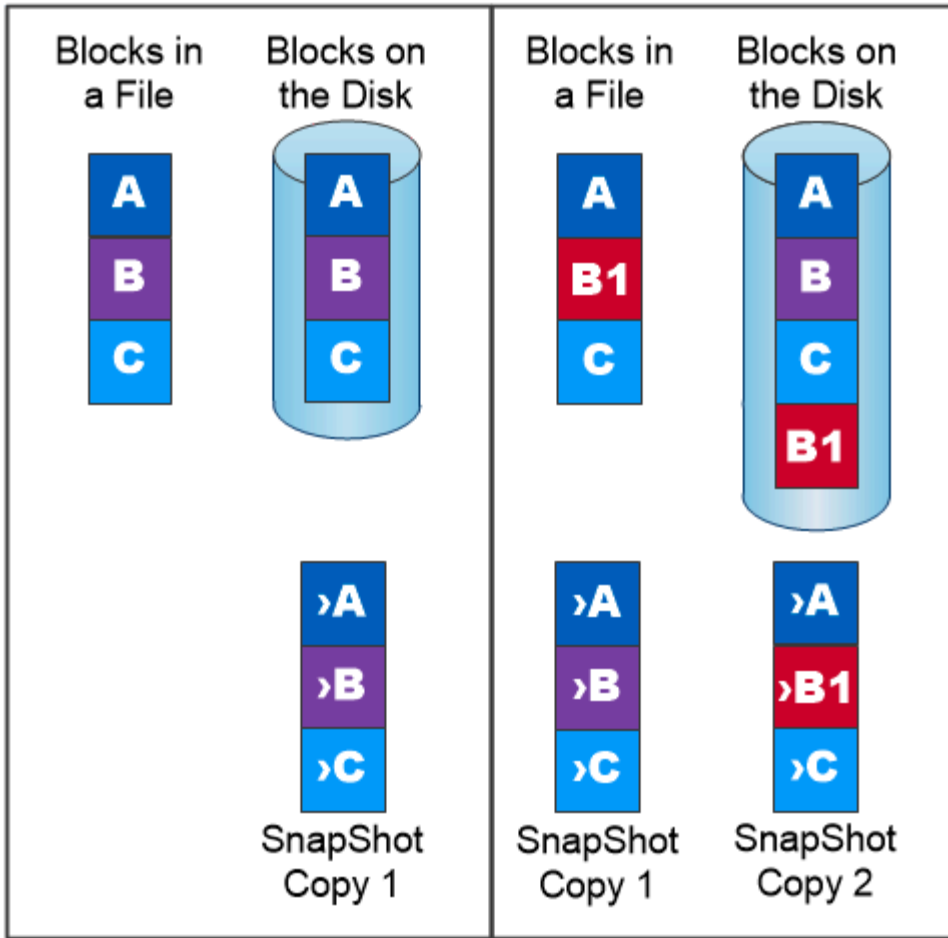 Blocks in
a File
Blocks on
the Disk
A
B
C
A
B
C
›A
›B
›C
SnapShot
Copy 1
Blocks in
a File
Blocks on
the Disk
A
B1
C
A
B
C
B1
›A
›B
›C
SnapShot
Copy 1
›A
›B1
›C
SnapShot
Copy 2